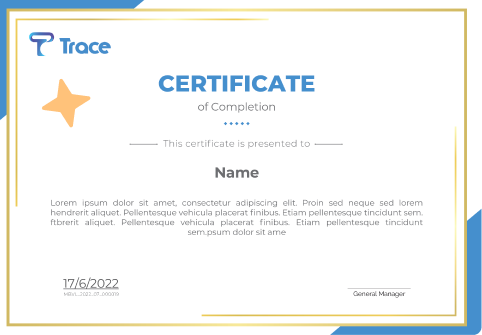 Trace
CERTIFICATE
of Completion
This certificate is presented to
Name
Lorem ipsum dolor sit amet, consectetur adipiscing elit. Proin sed neque sed lorem
hendrerit aliquet. Pellentesque vehicula placerat finibus. Etiam pellentesque tincidunt sem.
ftbrerit aliquet. Pellentesque vehicula placerat finibus. Etiam pellentesque tincidunt
sem.psum dolor sit ame
17/6/2022
General Manager